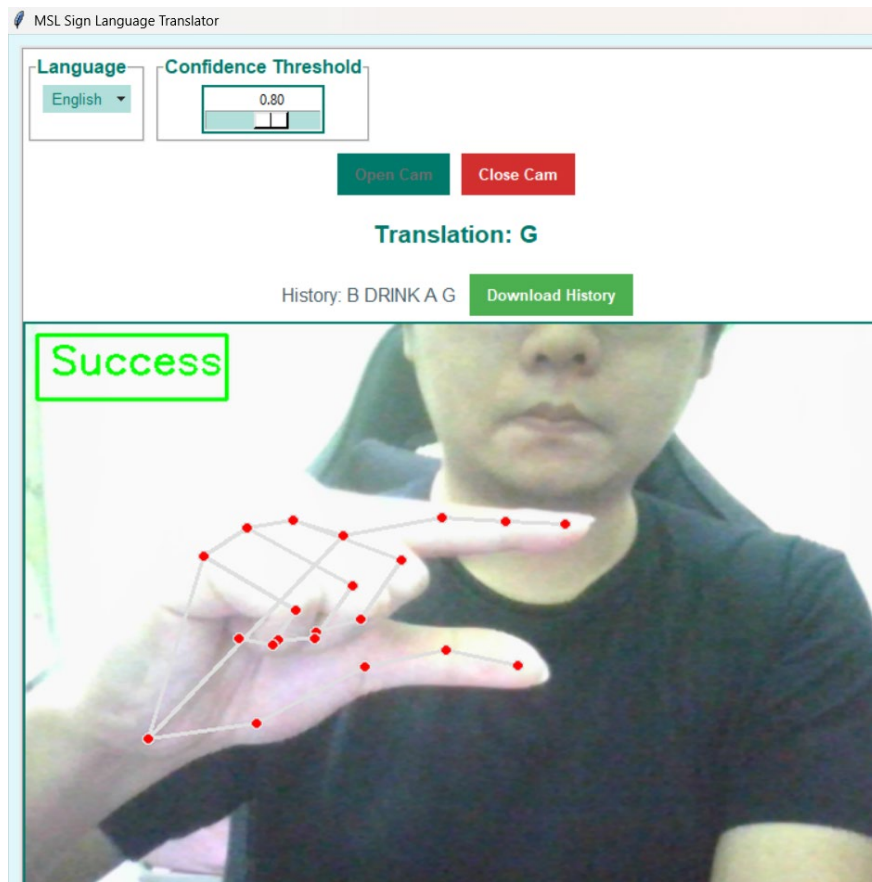 MSL Sign Language Translator
Language
Confidence Threshold
English
0.80
Open Cam
Close Cam
Translation: G
History: B DRINK A G
Download History
Success